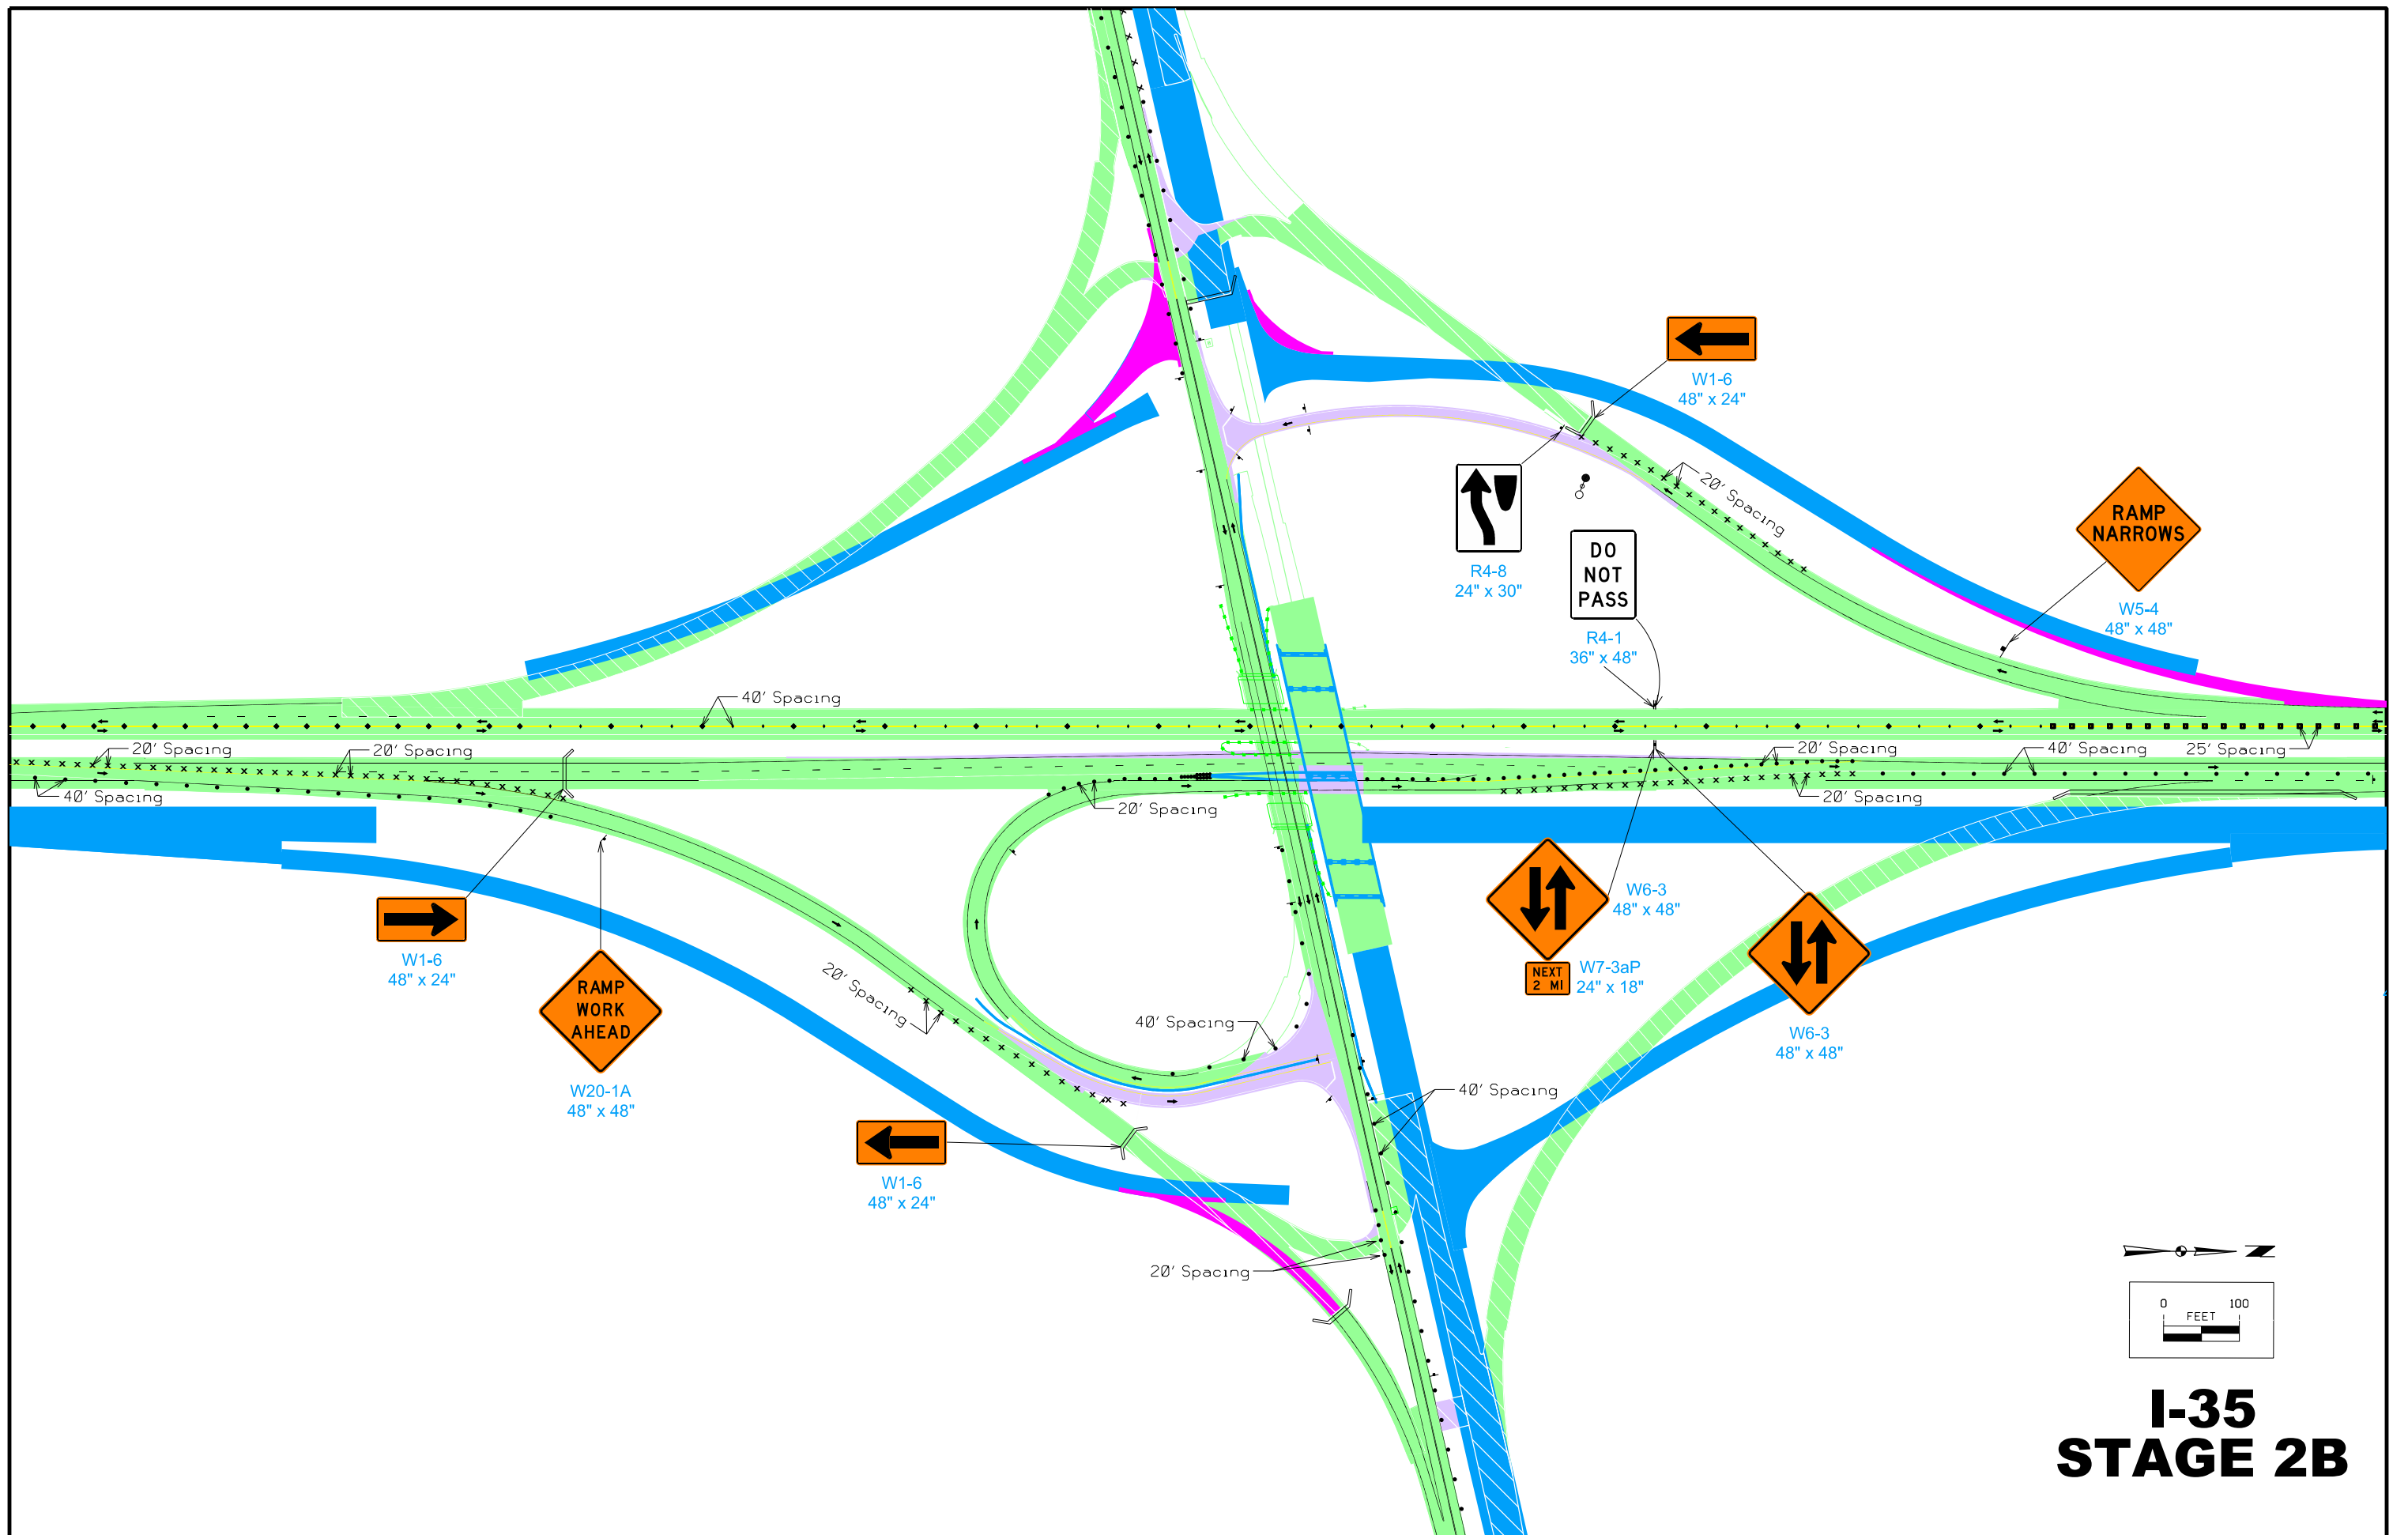 W1-6
48" x 24"
R4-8
24" x 30"
20' Spacing
DO
NOT
PASS
R4-1
36" x 48"
RAMP
NARROWS
W5-4
48" x 48"
40' Spacing
20' Spacing
20' Spacing
40' Spacing
20' Spacing
20' Spacing
40' Spacing
25' Spacing
20' Spacing
W1-6
48" x 24"
RAMP
WORK
AHEAD
W20-1A
48" x 48"
20' Spacing
40' Spacing
W6-3
48" x 48"
NEXT
2 MI
W7-3aP
24" x 18"
W6-3
48" x 48"
40' Spacing
W1-6
48" x 24"
20' Spacing
Z
0 100
FEET
I-35
STAGE 2B